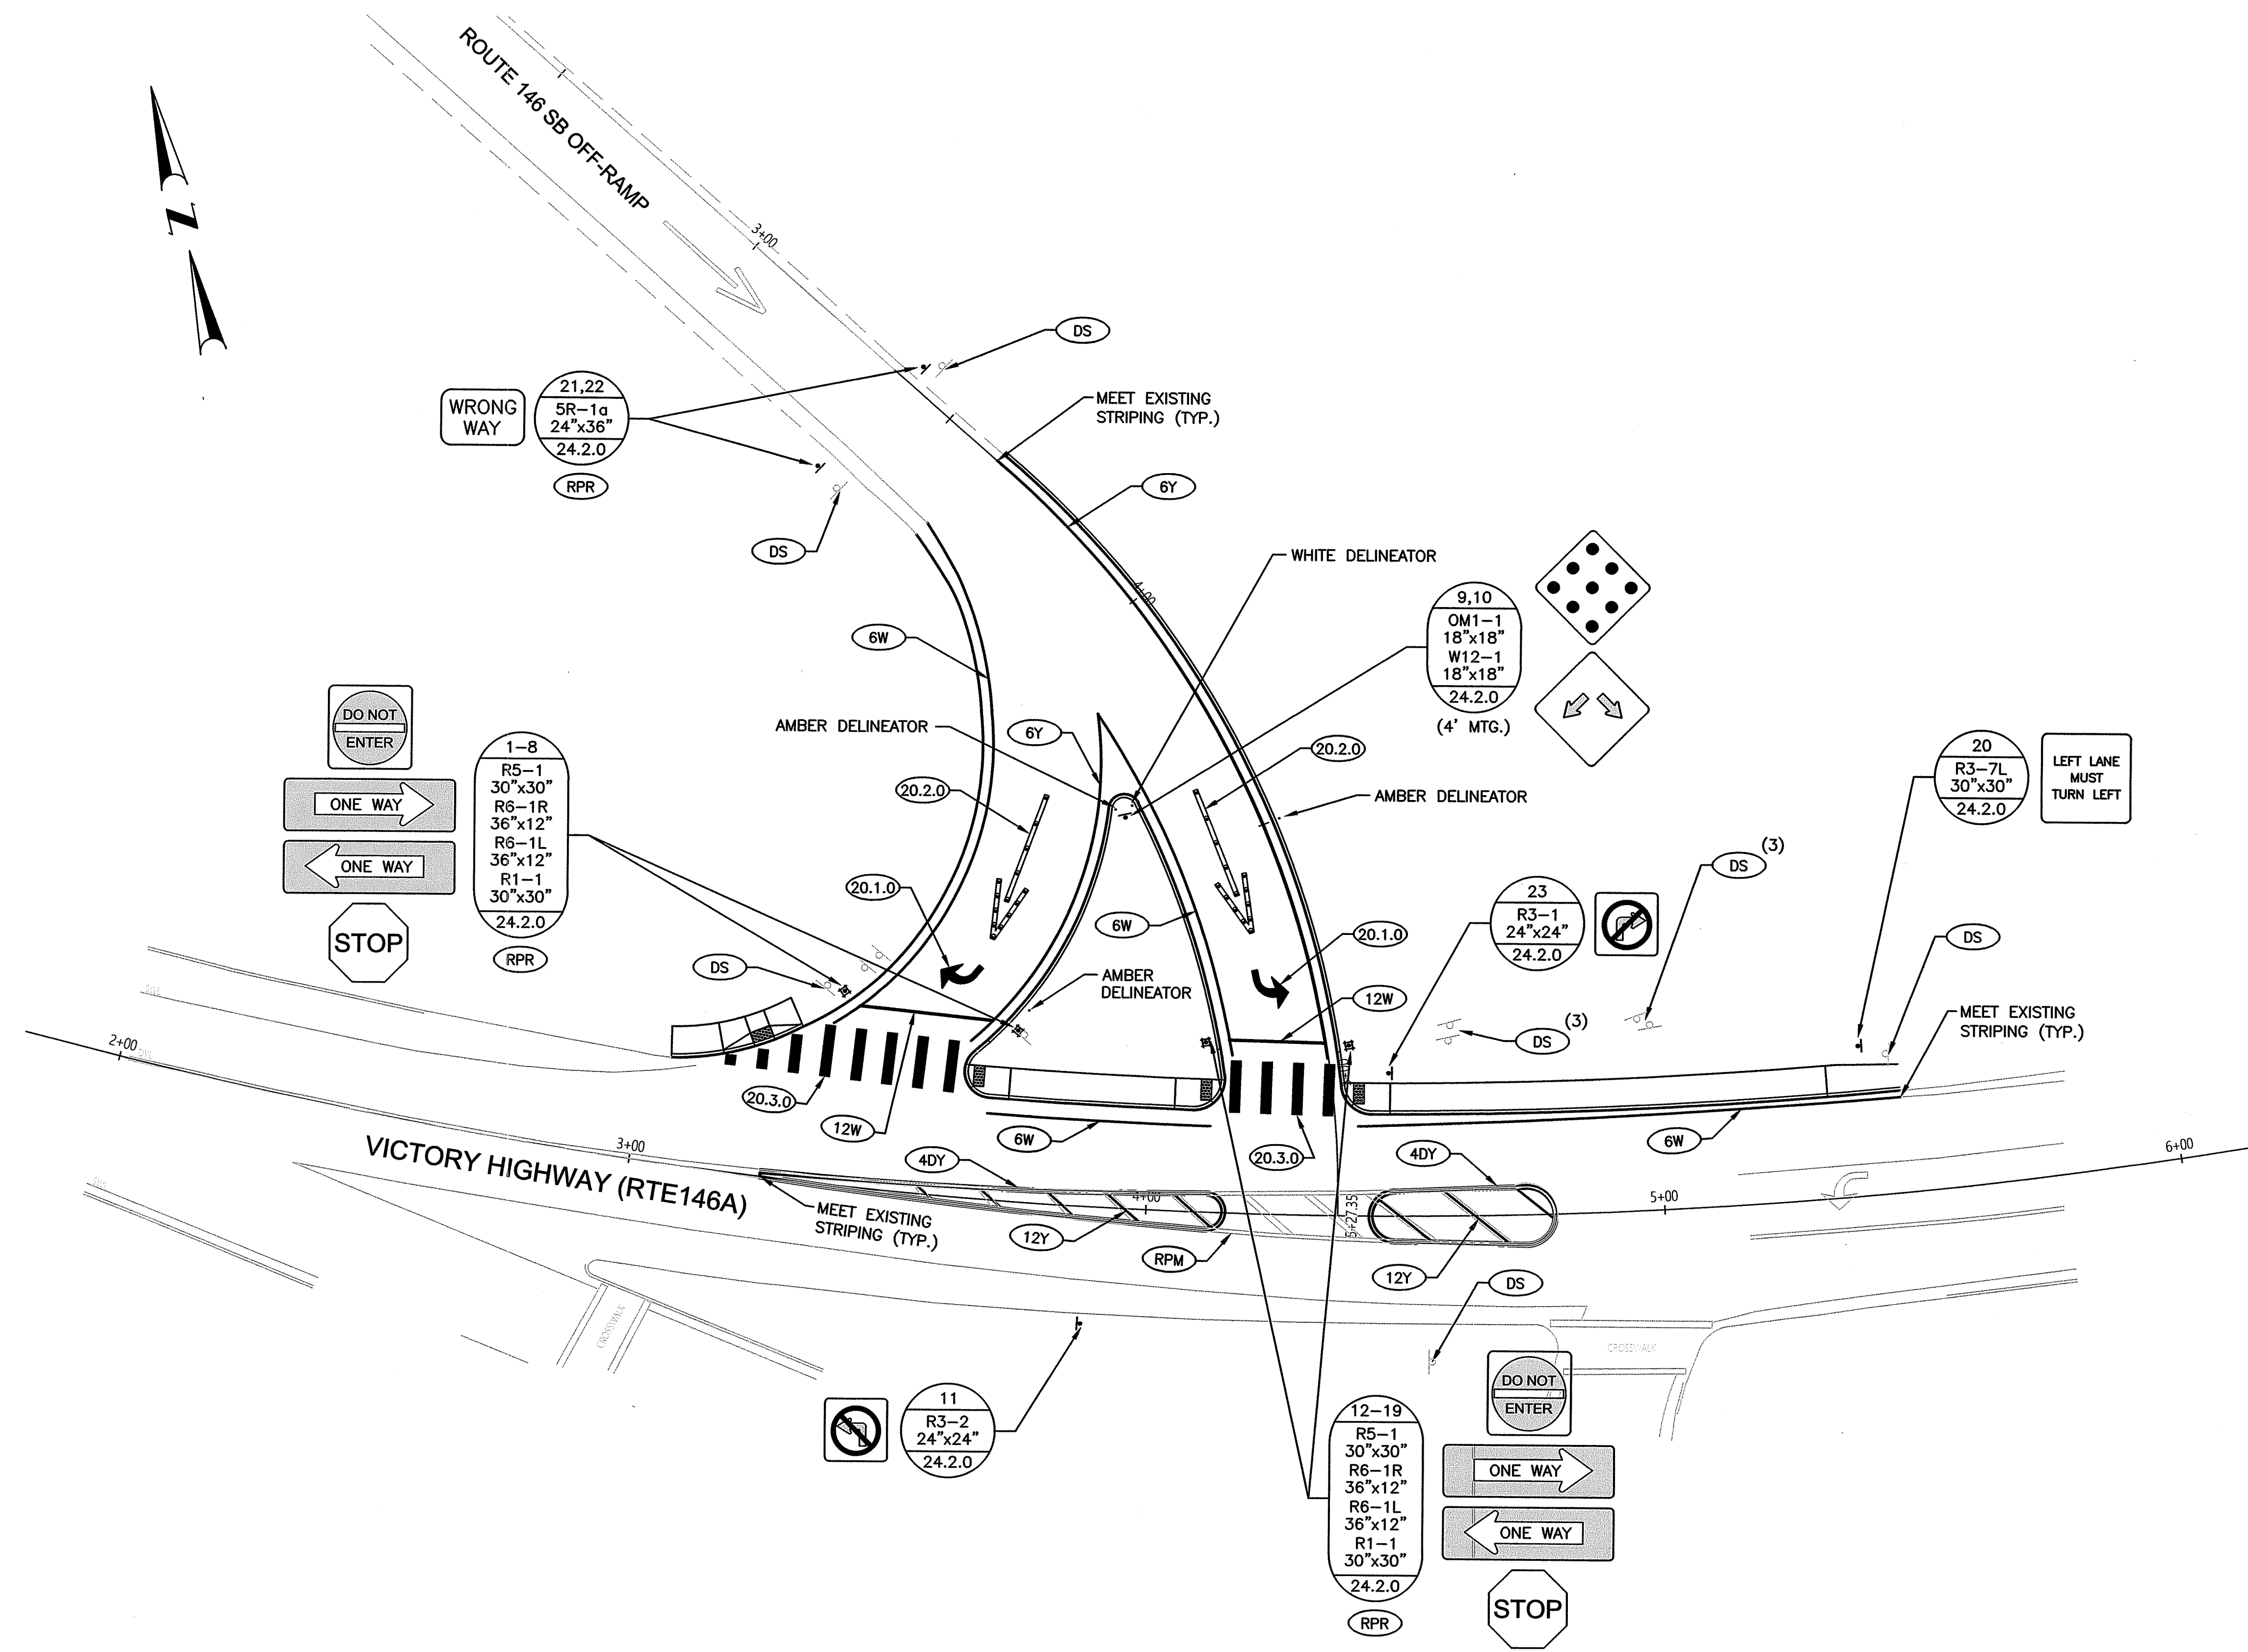 ROUTE 146 SB OFF-RAMP
3+00
DS
WRONG
WAY
21,22
5R-1a
24"x36"
24.2.0
RPR
MEET EXISTING
STRIPING (TYP.)
6Y
DS
WHITE DELINEATOR
4+00
9,10
OM1-1
18"x18"
W12-1
18"x18"
24.2.0
(4' MTG.)
6W
DO NOT
ENTER
ONE WAY
ONE WAY
STOP
1-8
R5-1
30"x30"
R6-1R
36"x12"
R6-1L
36"x12"
R1-1
30"x30"
24.2.0
RPR
AMBER DELINEATOR
6Y
20.2.0
20.2.0
AMBER DELINEATOR
20
R3-7L
30"x30"
24.2.0
LEFT LANE
MUST
TURN LEFT
DS
(3)
20.1.0
6W
23
R3-1
24"x24"
24.2.0
20.1.0
DS
DS
AMBER
DELINEATOR
12W
DS
(3)
MEET EXISTING
STRIPING (TYP.)
2+00
20.3.0
12W
6W
20.3.0
6W
3+00
VICTORY HIGHWAY (RTE146A)
4DY
4DY
6+00
4+00
5+00
5+27.35
MEET EXISTING
STRIPING (TYP.)
12Y
RPM
12Y
DS
CROSSWALK
CROSSWALK
11
R3-2
24"x24"
24.2.0
12-19
R5-1
30"x30"
R6-1R
36"x12"
R6-1L
36"x12"
R1-1
30"x30"
24.2.0
RPR
DO NOT
ENTER
ONE WAY
ONE WAY
STOP